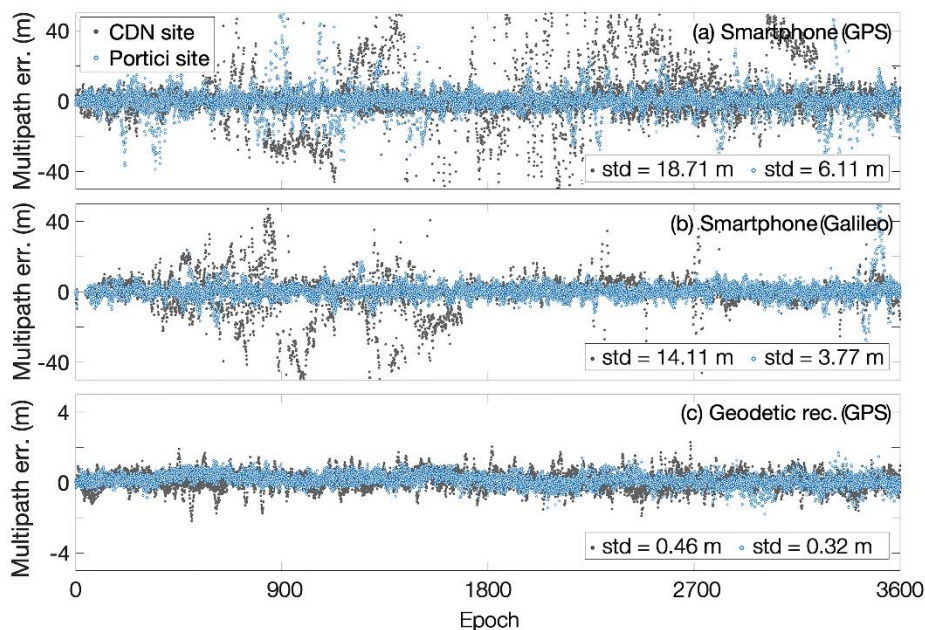 CDN site
Portici site
(a) Smartphone (GPS)
Multipath err. (m)
40
0
-40
std = 18.71 m std = 6.11 m
(b) Smartphone (Galileo)
Multipath err. (m)
40
0
-40
std = 14.11 m std = 3.77 m
(c) Geodetic rec. (GPS)
Multipath err. (m)
4
0
-4
std = 0.46 m std = 0.32 m
0 900 1800 2700 3600
Epoch